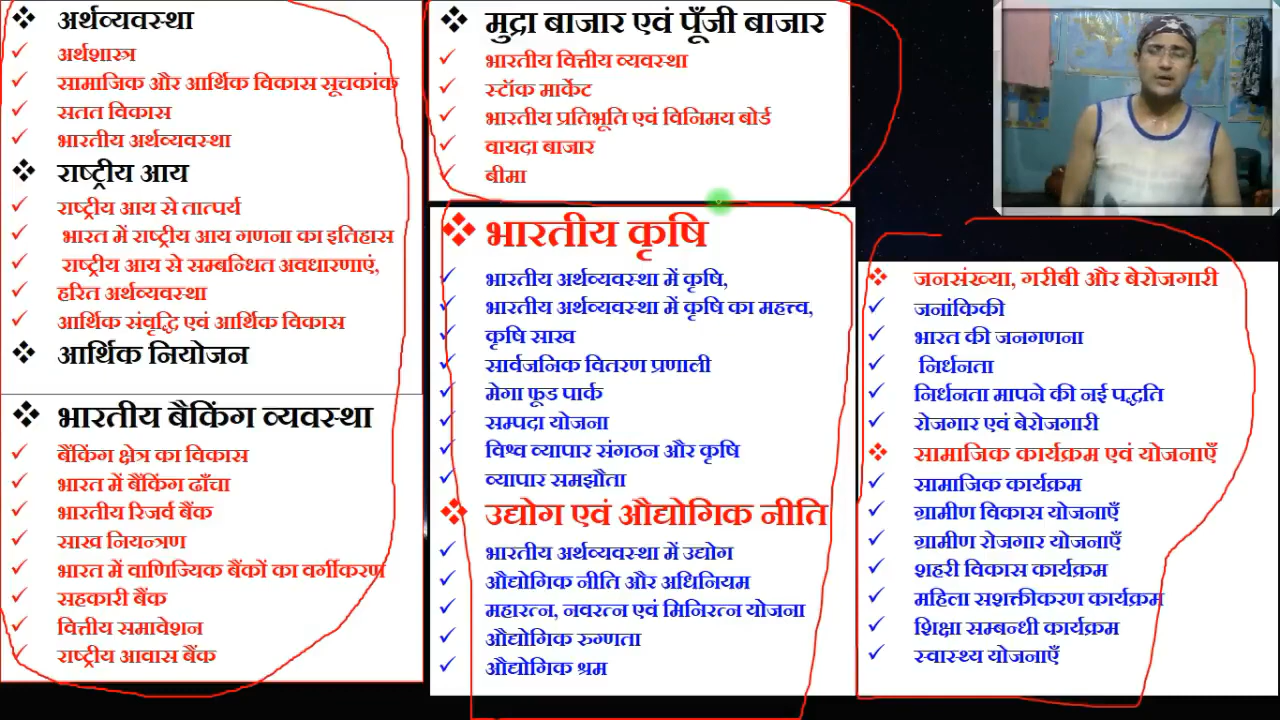 अर्थव्यवस्था
अर्थशास्त्र
सामाजिक और आर्थिक विकास सूचकांक
सतत विकास
भारतीय अर्थव्यवस्था
राष्ट्रीय आय
राष्ट्रीय आय से तात्पर्य
भारत में राष्ट्रीय आय गणना का इतिहास
राष्ट्रीय आय से सम्बन्धित अवधारणाएं,
हरित अर्थव्यवस्था
आर्थिक संवृद्धि एवं आर्थिक विकास
आर्थिक नियोजन
भारतीय बैकिंग व्यवस्था
बैंकिंग क्षेत्र का विकास
भारत में बैंकिंग ढाँचा
भारतीय रिजर्व बैंक
साख नियन्त्रण
भारत में वाणिज्यिक बैंकों का वर्गीकरण
सहकारी बैंक
वित्तीय समावेशन
राष्ट्रीय आवास बैंक
मुद्रा बाजार एवं पूँजी बाजार
भारतीय वित्तीय व्यवस्था
स्टॉक मार्केट
भारतीय प्रतिभूति एवं विनिमय बोर्ड
वायदा बाजार
बीमा
भारतीय कृषि
भारतीय अर्थव्यवस्था में कृषि,
भारतीय अर्थव्यवस्था में कृषि का महत्त्व,
कृषि साख
सार्वजनिक वितरण प्रणाली
मेगा फूड पार्क
सम्पदा योजना
विश्व व्यापार संगठन और कृषि
व्यापार समझौता
उद्योग एवं औद्योगिक नीति
भारतीय अर्थव्यवस्था में उद्योग
औद्योगिक नीति और अधिनियम
महारत्न, नवरत्न एवं मिनिरत्न योजना
औद्योगिक रुग्णता
औद्योगिक श्रम
जनसंख्या, गरीबी और बेरोजगारी
जनांकिकी
भारत की जनगणना
निर्धनता
निर्धनता मापने की नई पद्धति
रोजगार एवं बेरोजगारी
सामाजिक कार्यक्रम एवं योजनाएँ
सामाजिक कार्यक्रम
ग्रामीण विकास योजनाएँ
ग्रामीण रोजगार योजनाएँ
शहरी विकास कार्यक्रम
महिला सशक्तीकरण कार्यक्रम
शिक्षा सम्बन्धी कार्यक्रम
स्वास्थ्य योजनाएँ